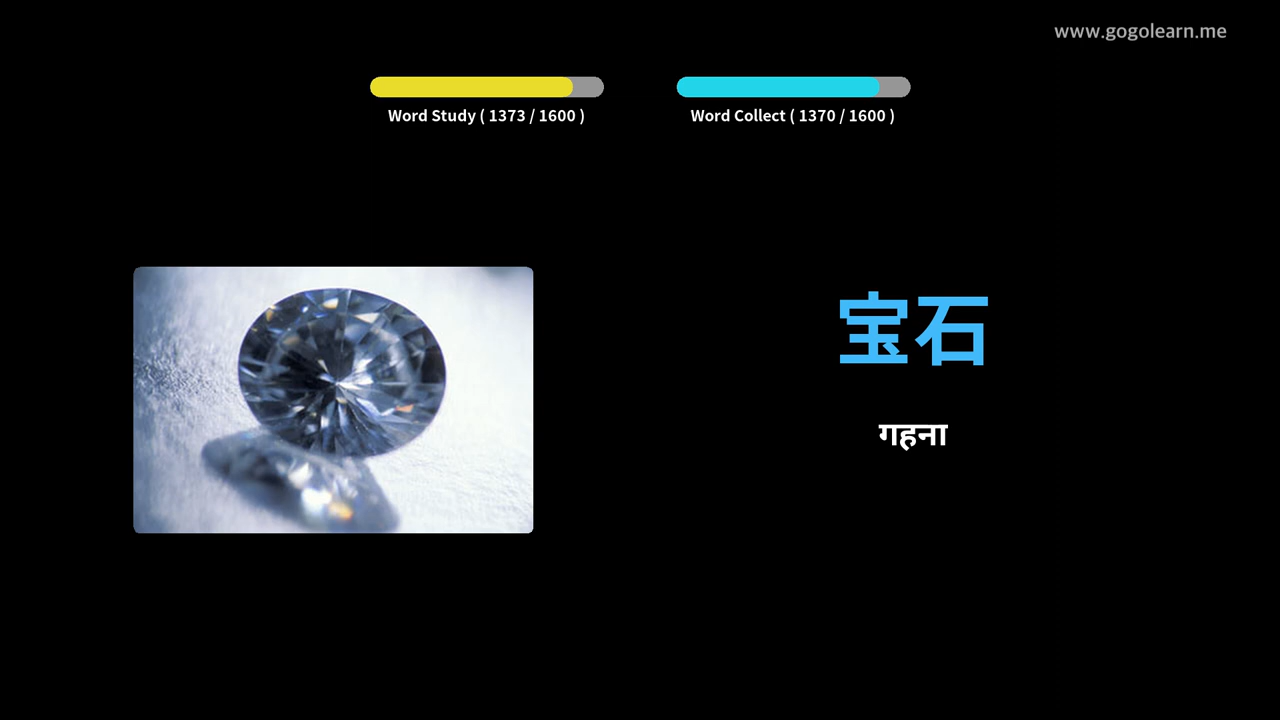 www.gogolearn.me
Word Study ( 1373 / 1600 )
Word Collect ( 1370 / 1600 )
宝石
गहना